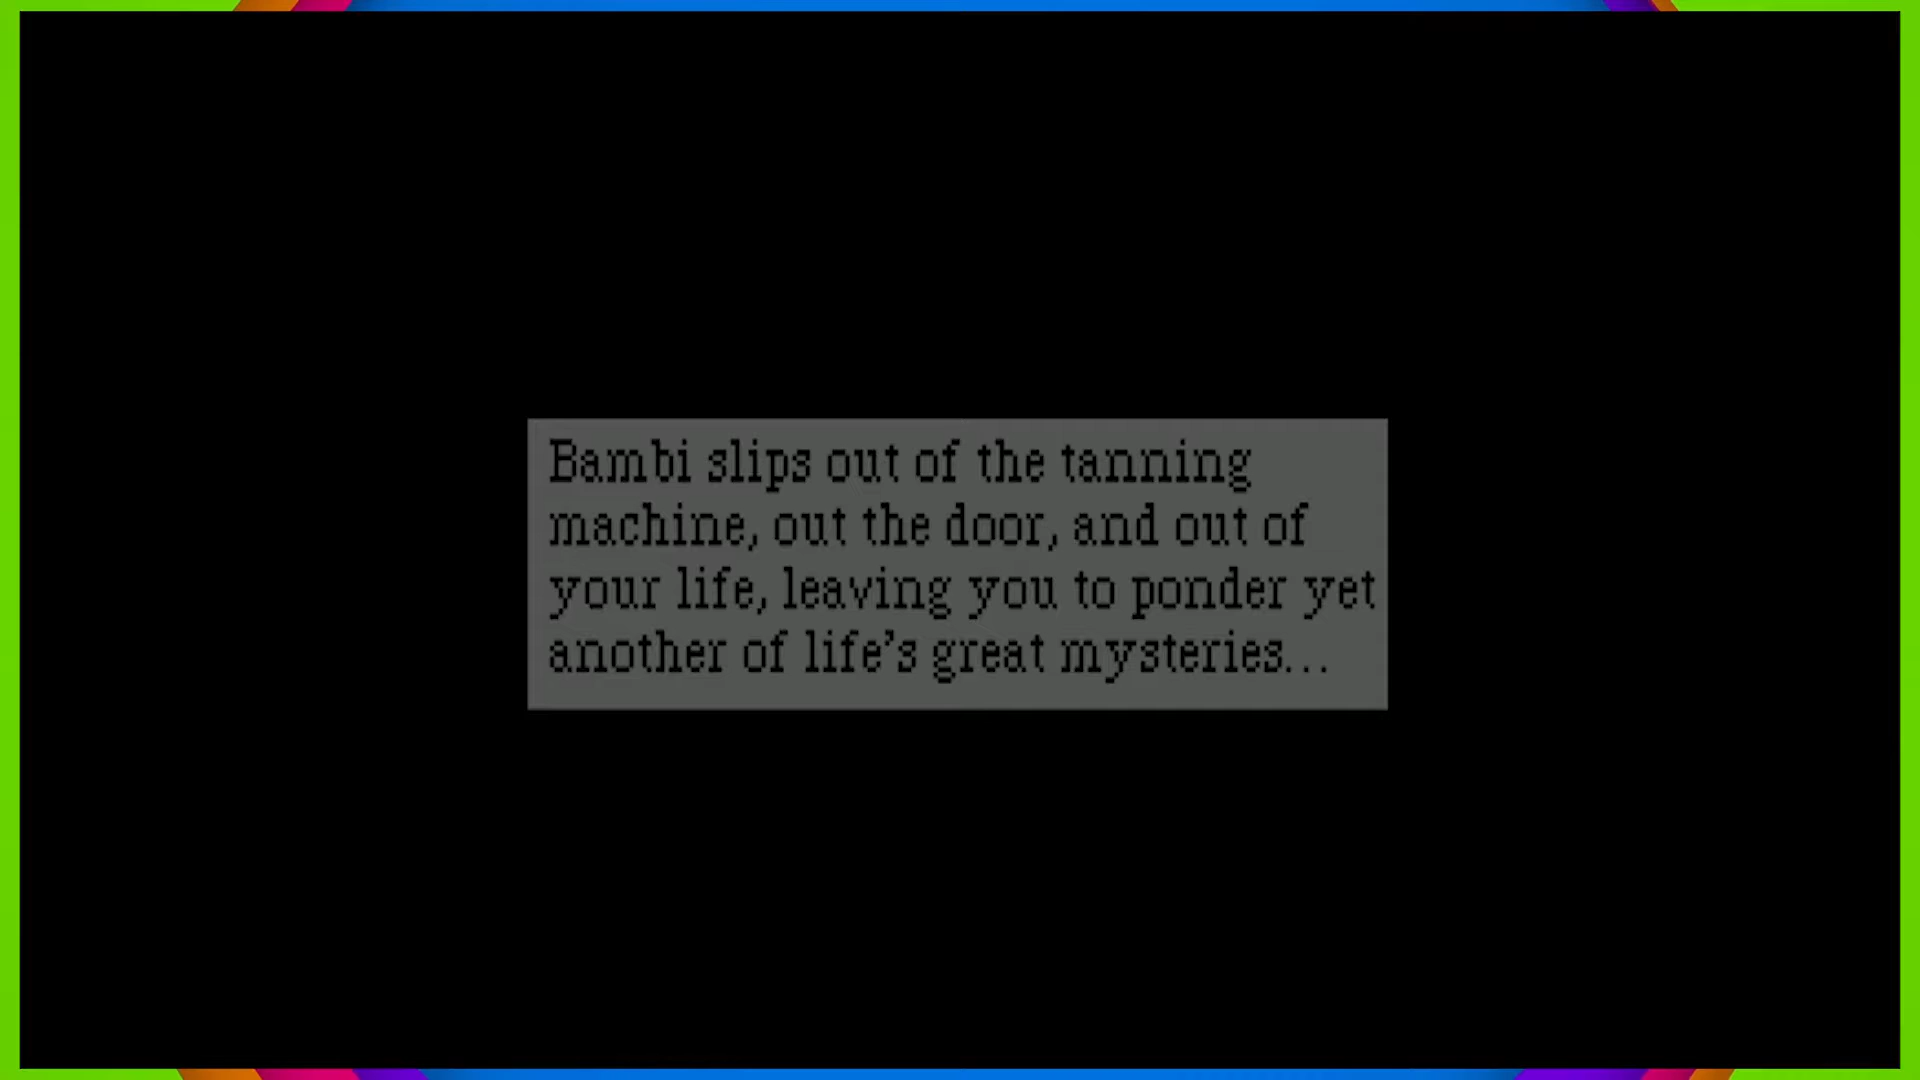 Bambi slips out of the tanning
machine, out the door, and out of
your life, leaving you to ponder yet
another of life's great mysteries...